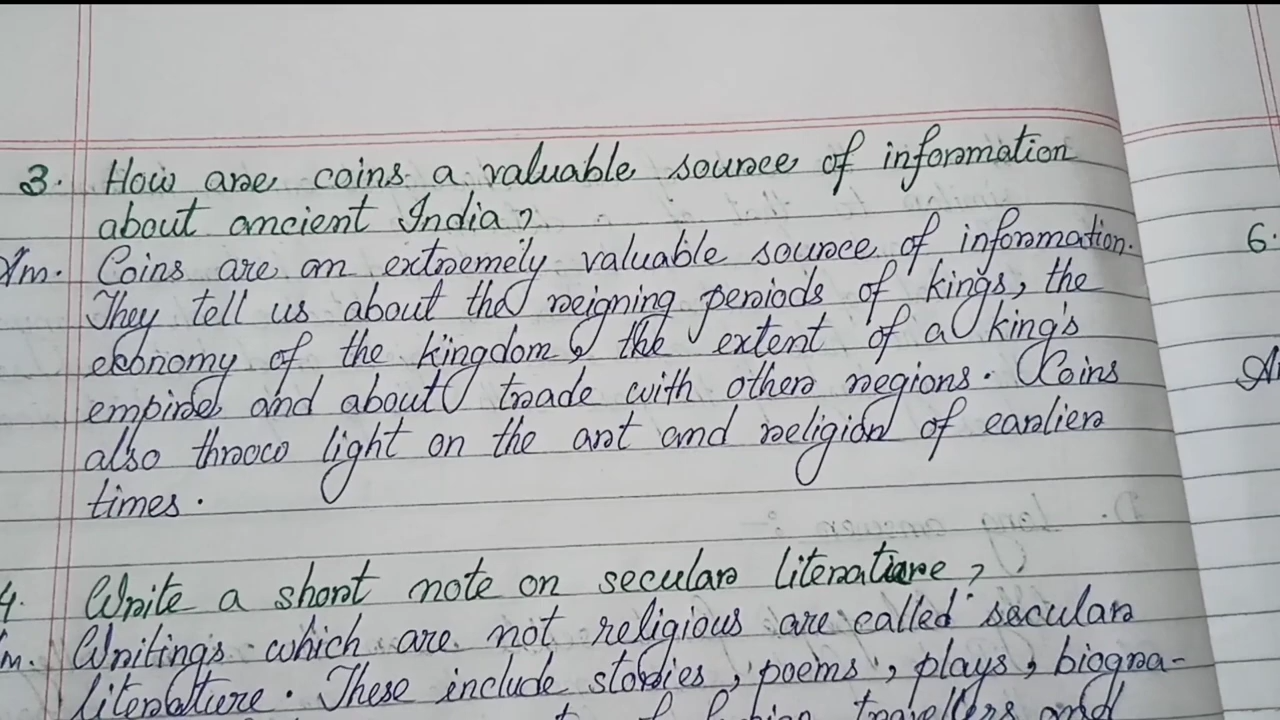 3. How are coins a valuable source of information
about ancient India?
Coins are an extremely valuable source of information.
They tell us about the reigning periods of kings, the
economy of the kingdom, the extent of a king's
empire and about trade with other regions. Coins
also throw light on the art and religion of earlier
times.
D. Long answer :-
4. Write a short note on secular literature?
Writings which are not religious are called secular
literature. These include stories, poems, plays, biogra-
travellers and
6.